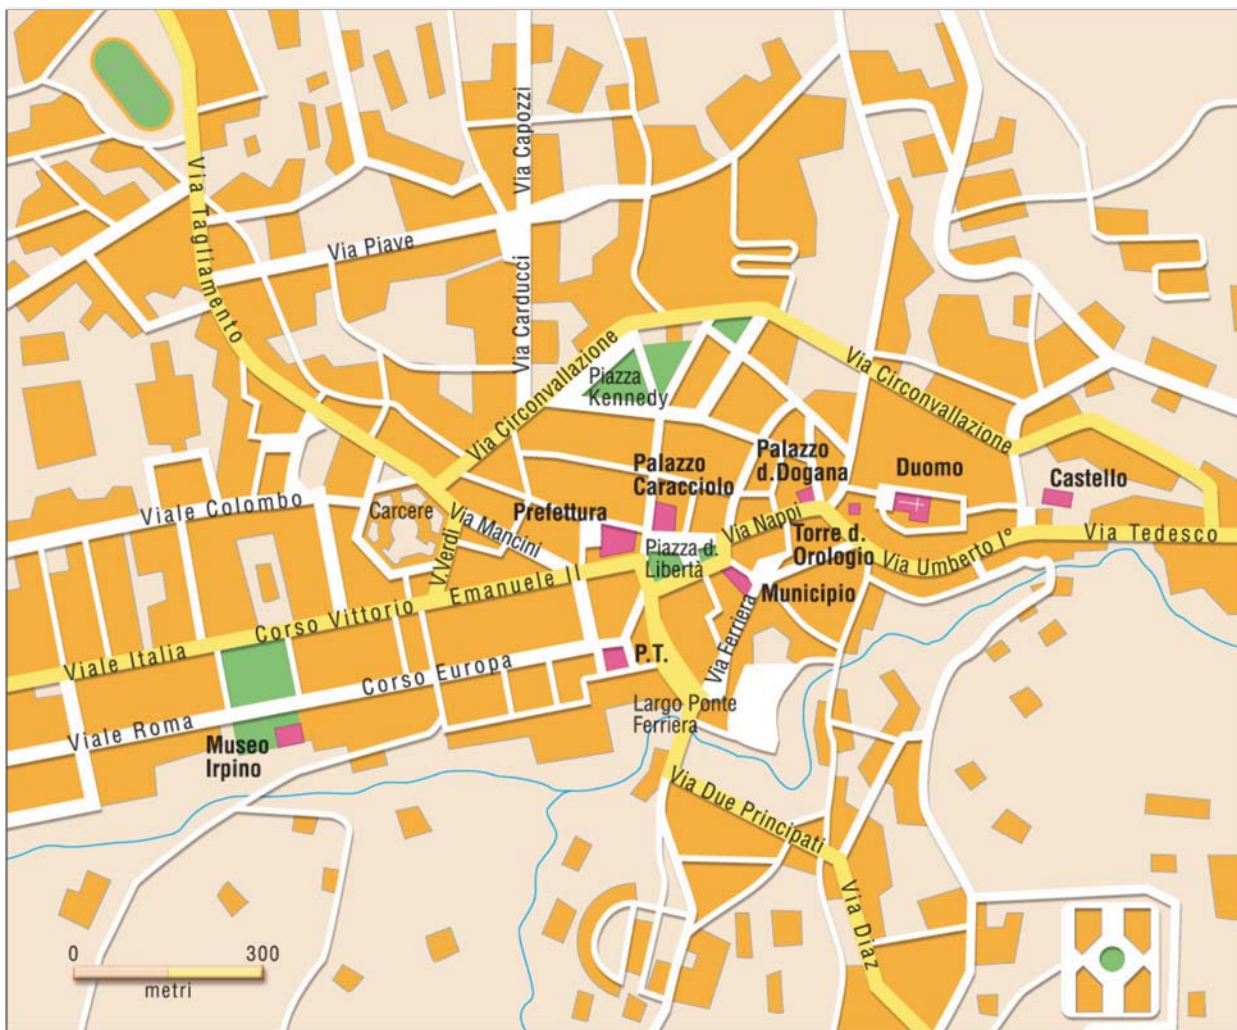 Via Capozzi
Via Tagliamento
Via Piave
Via Carducci
Via Circonvallazione
Piazza
Kennedy
Via Circonvallazione
Palazzo
Caracciolo
Palazzo
d. Dogana
Duomo
Castello
Viale Colombo
Carcere
Prefettura
Via Mancini
Via Nappi
Piazza d.
Libertà
Torre d.
Orologio
Via Umberto I°
Via Tedesco
V. Verdi
Corso Vittorio Emanuele II
Municipio
Via Ferriera
Viale Italia
P.T.
Corso Europa
Largo Ponte
Ferriera
Viale Roma
Museo
Irpino
Via Due Principati
Via Diaz
0 300
metri